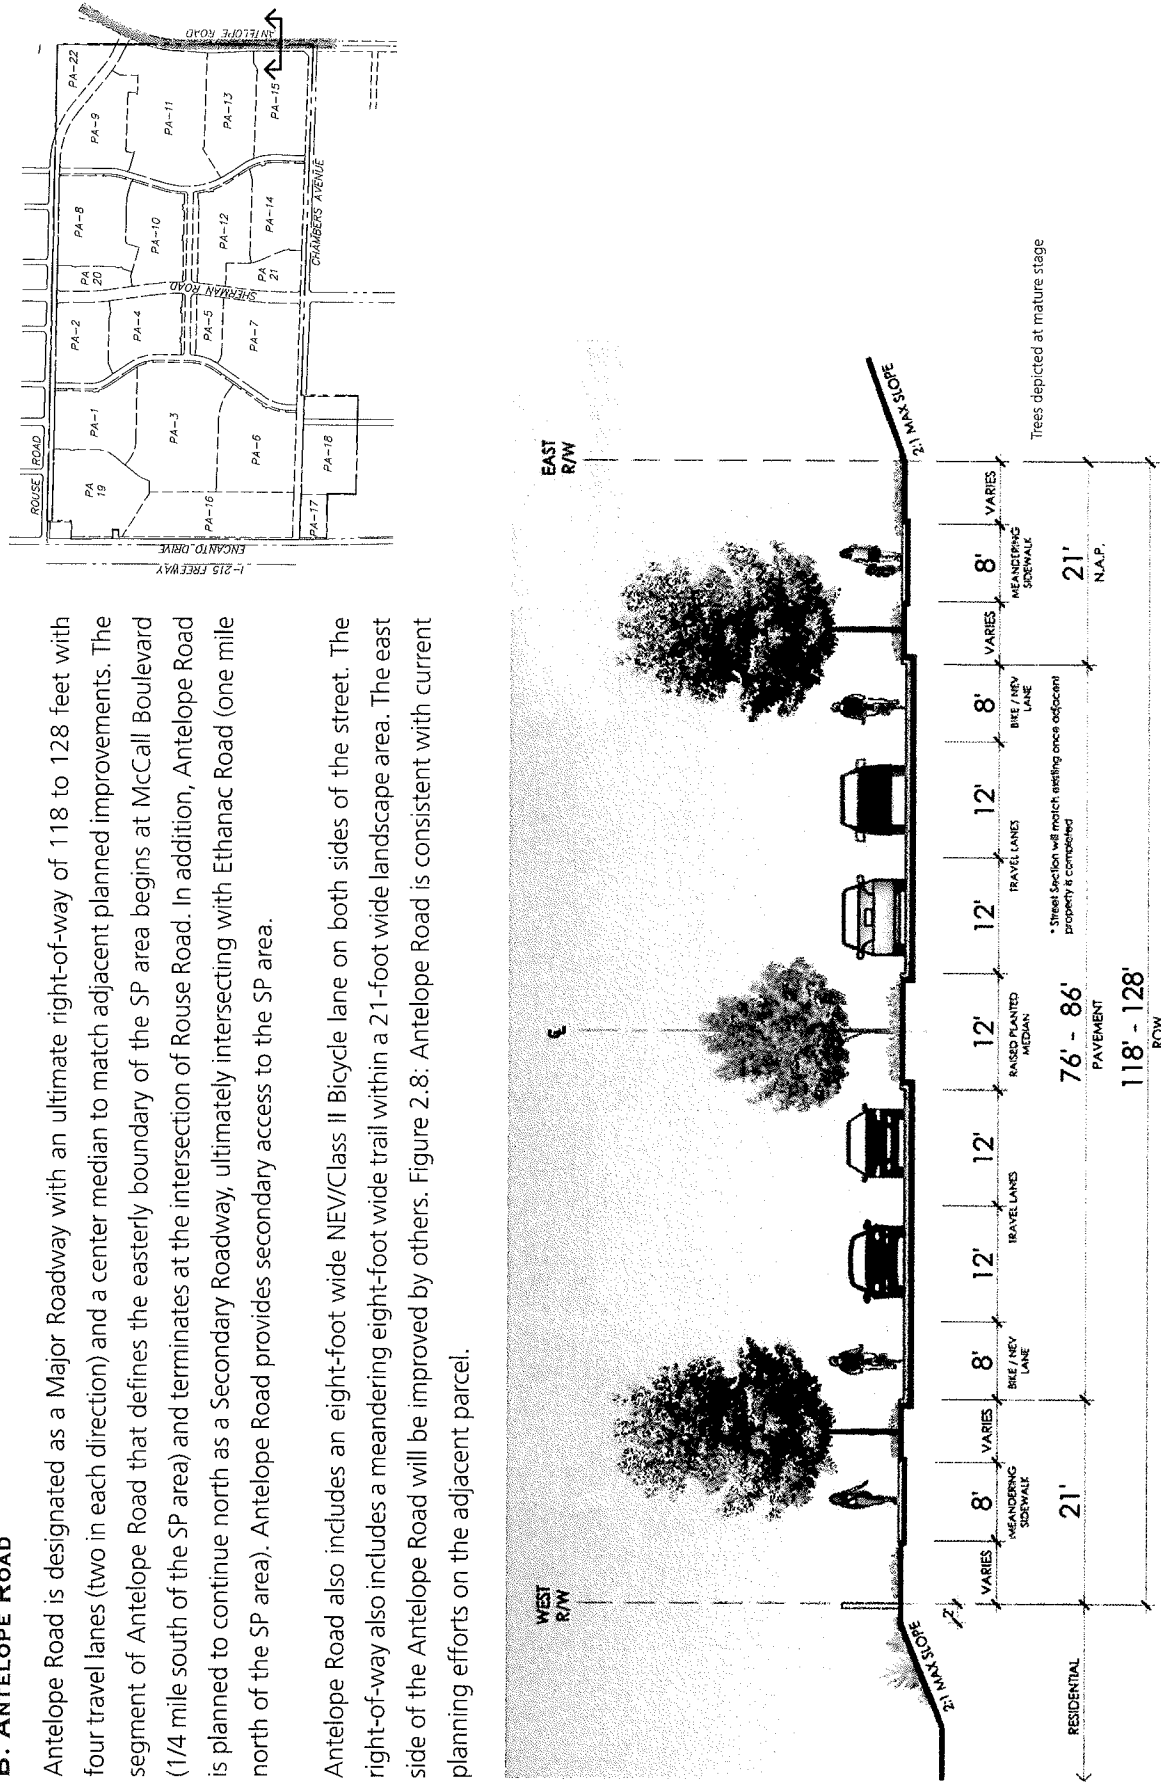 B. ANTELOPE ROAD
Antelope Road is designated as a Major Roadway with an ultimate right-of-way of 118 to 128 feet with
four travel lanes (two in each direction) and a center median to match adjacent planned improvements. The
segment of Antelope Road that defines the easterly boundary of the SP area begins at McCall Boulevard
(1/4 mile south of the SP area) and terminates at the intersection of Rouse Road. In addition, Antelope Road
is planned to continue north as a Secondary Roadway, ultimately intersecting with Ethanac Road (one mile
north of the SP area). Antelope Road provides secondary access to the SP area.
Antelope Road also includes an eight-foot wide NEV/Class II Bicycle lane on both sides of the street. The
right-of-way also includes a meandering eight-foot wide trail within a 21-foot wide landscape area. The east
side of the Antelope Road will be improved by others. Figure 2.8: Antelope Road is consistent with current
planning efforts on the adjacent parcel.
ROUSE ROAD
I-215 FREEWAY
ENCANTO DRIVE
PA 19
PA-1
PA-2
PA 20
PA-8
PA-9
PA-22
PA-3
PA-4
PA-10
PA-11
PA-16
PA-6
PA-5
PA-7
PA-12
PA-13
PA 21
PA-14
PA-15
PA-17
PA-18
SHERMAN ROAD
ANTELOPE ROAD
CHAMBERS AVENUE
WEST
R/W
℄
EAST
R/W
2:1 MAX SLOPE
2:1 MAX SLOPE
2'
VARIES
8'
VARIES
8'
12'
12'
12'
12'
12'
8'
VARIES
8'
VARIES
MEANDERING
SIDEWALK
BIKE / NEV
LANE
TRAVEL LANES
RAISED PLANTED
MEDIAN
TRAVEL LANES
BIKE / NEV
LANE
MEANDERING
SIDEWALK
Trees depicted at mature stage
* Street Section will match existing once adjacent
property is completed
RESIDENTIAL
21'
76' - 86'
PAVEMENT
21'
N.A.P.
118' - 128'
ROW